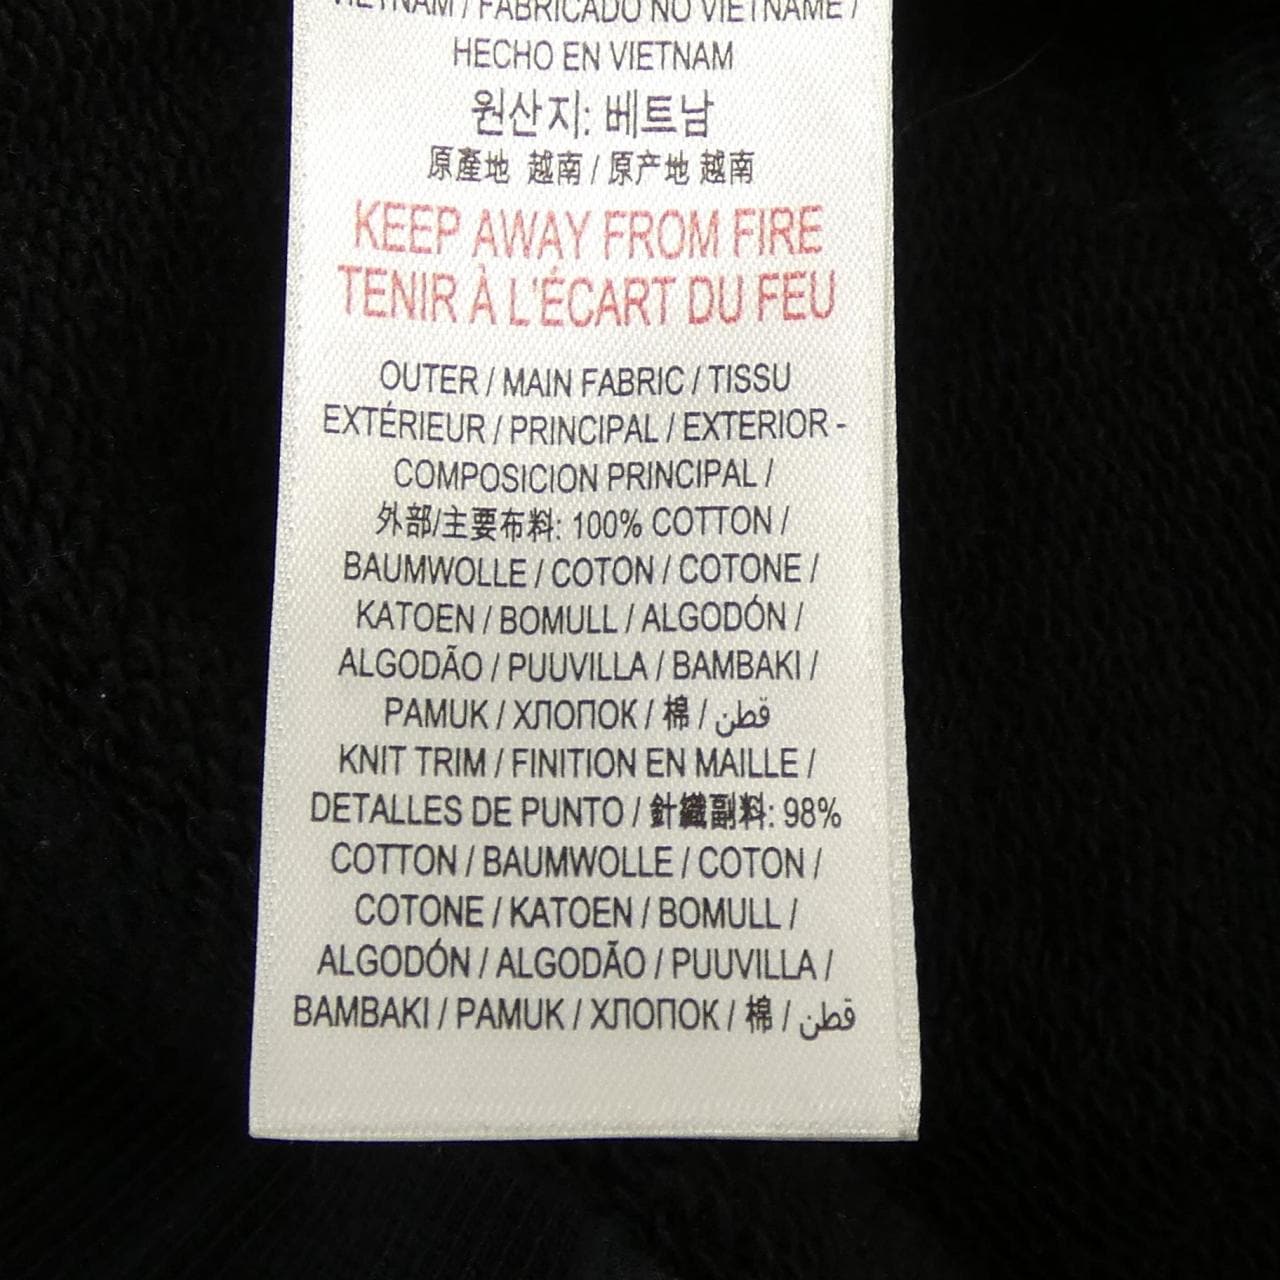 VIETNAM / FABRICADO NO VIETNAME /
HECHO EN VIETNAM
원산지: 베트남
原產地 越南 / 原产地 越南
KEEP AWAY FROM FIRE
TENIR À L'ÉCART DU FEU
OUTER / MAIN FABRIC / TISSU
EXTÉRIEUR / PRINCIPAL / EXTERIOR -
COMPOSICION PRINCIPAL /
外部/主要布料: 100% COTTON /
BAUMWOLLE / COTON / COTONE /
KATOEN / BOMULL / ALGODÓN /
ALGODÃO / PUUVILLA / BAMBAKI /
PAMUK / ХЛОПОК / 棉 / قطن
KNIT TRIM / FINITION EN MAILLE /
DETALLES DE PUNTO / 針織副料: 98%
COTTON / BAUMWOLLE / COTON /
COTONE / KATOEN / BOMULL /
ALGODÓN / ALGODÃO / PUUVILLA /
BAMBAKI / PAMUK / ХЛОПОК / 棉 / قطن